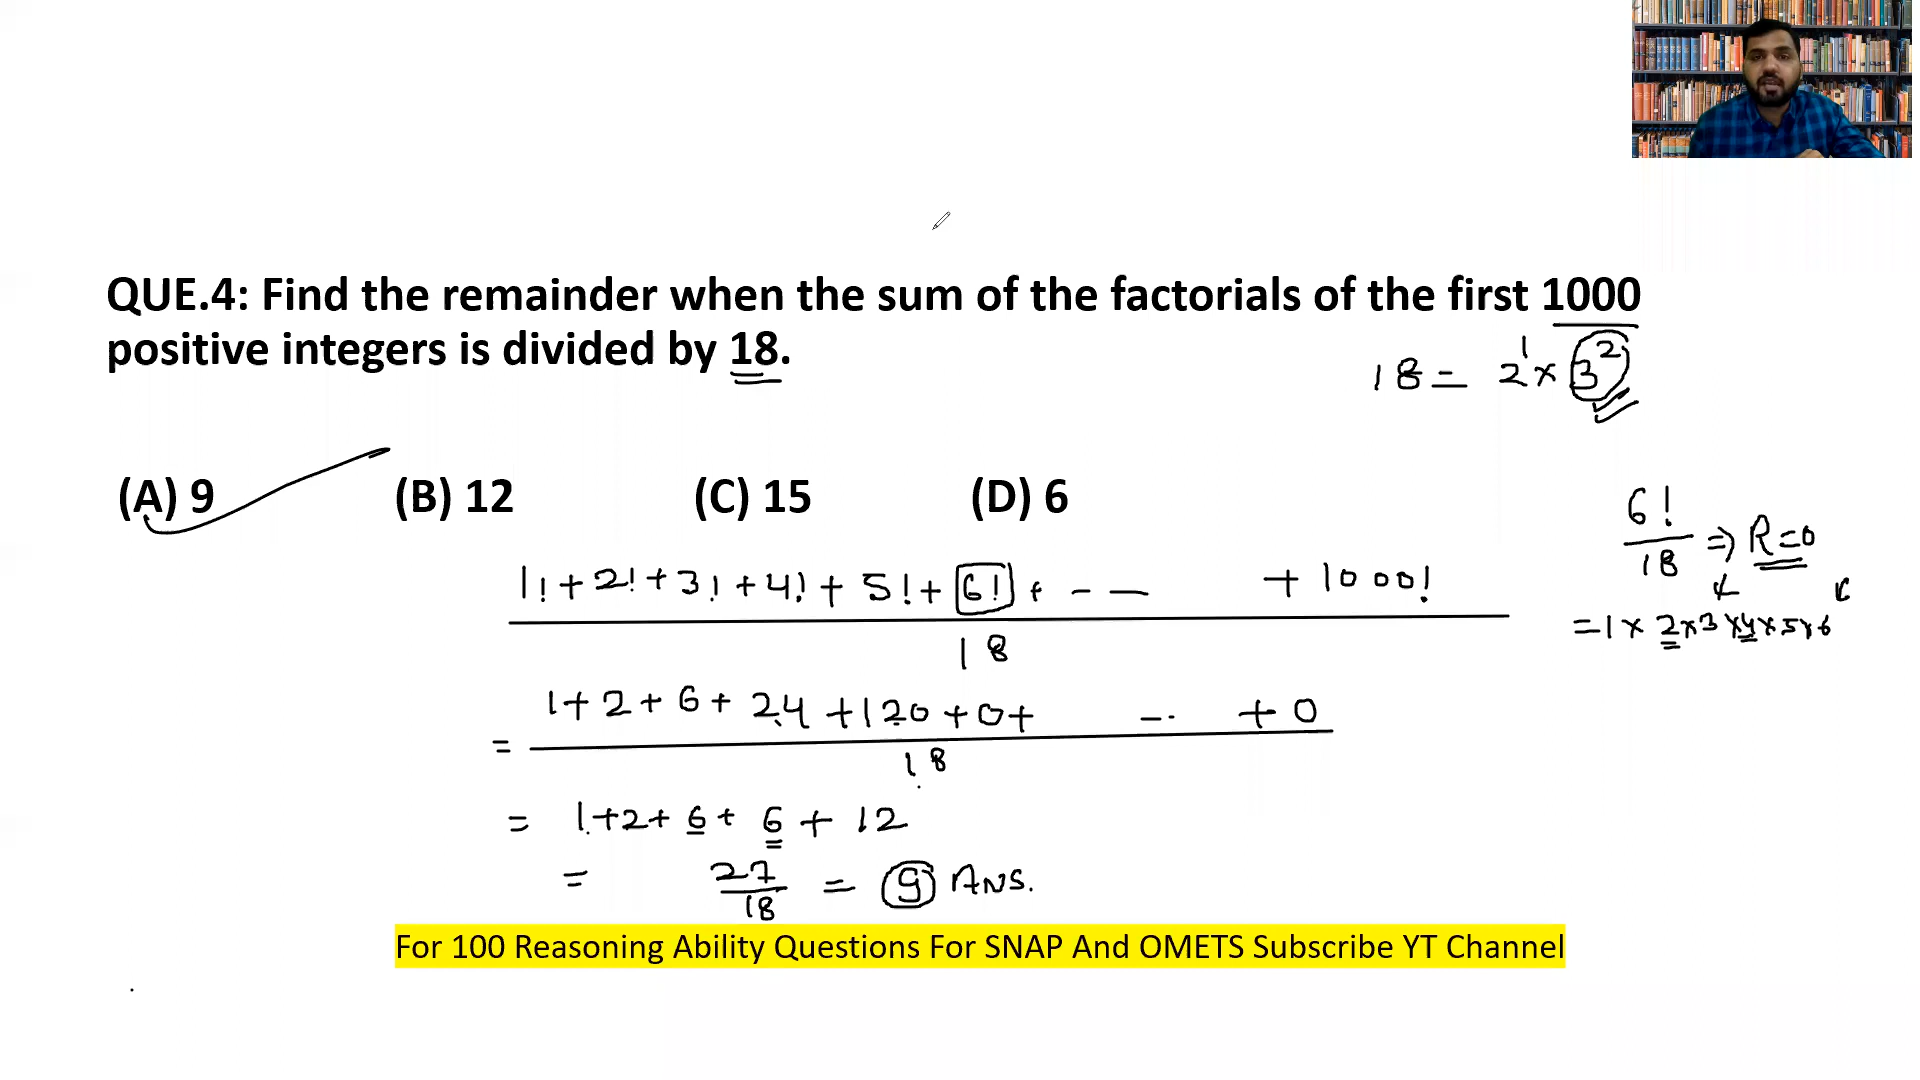 QUE.4: Find the remainder when the sum of the factorials of the first 1000
positive integers is divided by 18.
18 = 2¹ × 3²
(A) 9 (B) 12 (C) 15 (D) 6
6!
18 ⇒ R=0
= 1 × 2 × 3 × 4 × 5 × 6
1! + 2! + 3! + 4! + 5! + 6! + - — + 1000!
18
= 1 + 2 + 6 + 24 + 120 + 0 + -·· + 0
18
= 1 + 2 + 6 + 6 + 12
= 27
18 = 9 Ans.
For 100 Reasoning Ability Questions For SNAP And OMETS Subscribe YT Channel